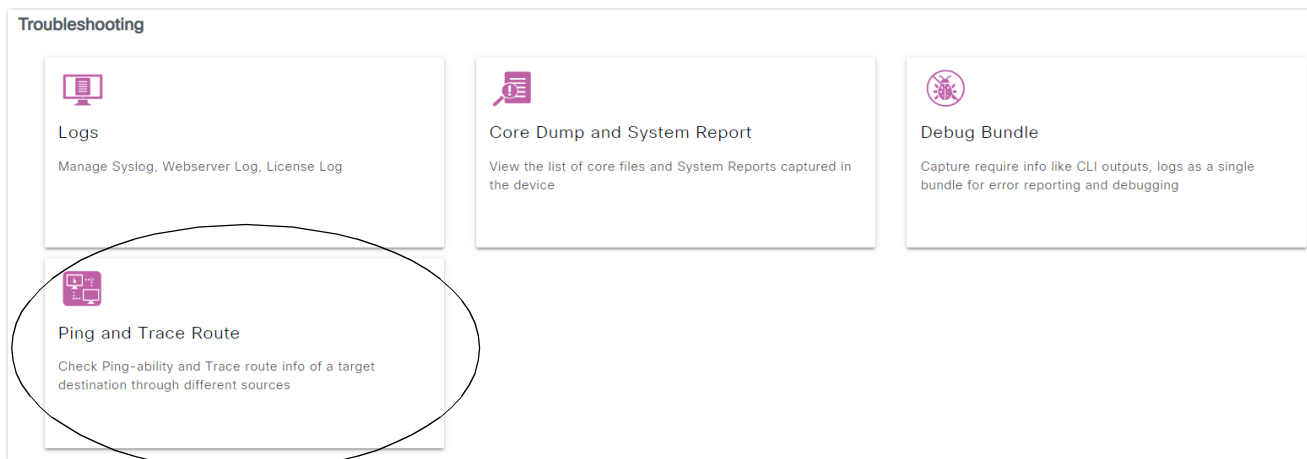 Troubleshooting
Logs
Manage Syslog, Webserver Log, License Log
Core Dump and System Report
View the list of core files and System Reports captured in
the device
Debug Bundle
Capture require info like CLI outputs, logs as a single
bundle for error reporting and debugging
Ping and Trace Route
Check Ping-ability and Trace route info of a target
destination through different sources